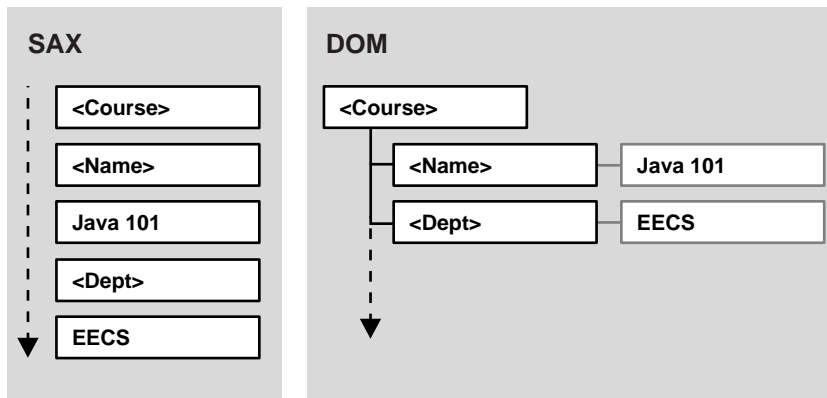 SAX
<Course>
<Name>
Java 101
<Dept>
EECS
DOM
<Course>
<Name> Java 101
<Dept> EECS